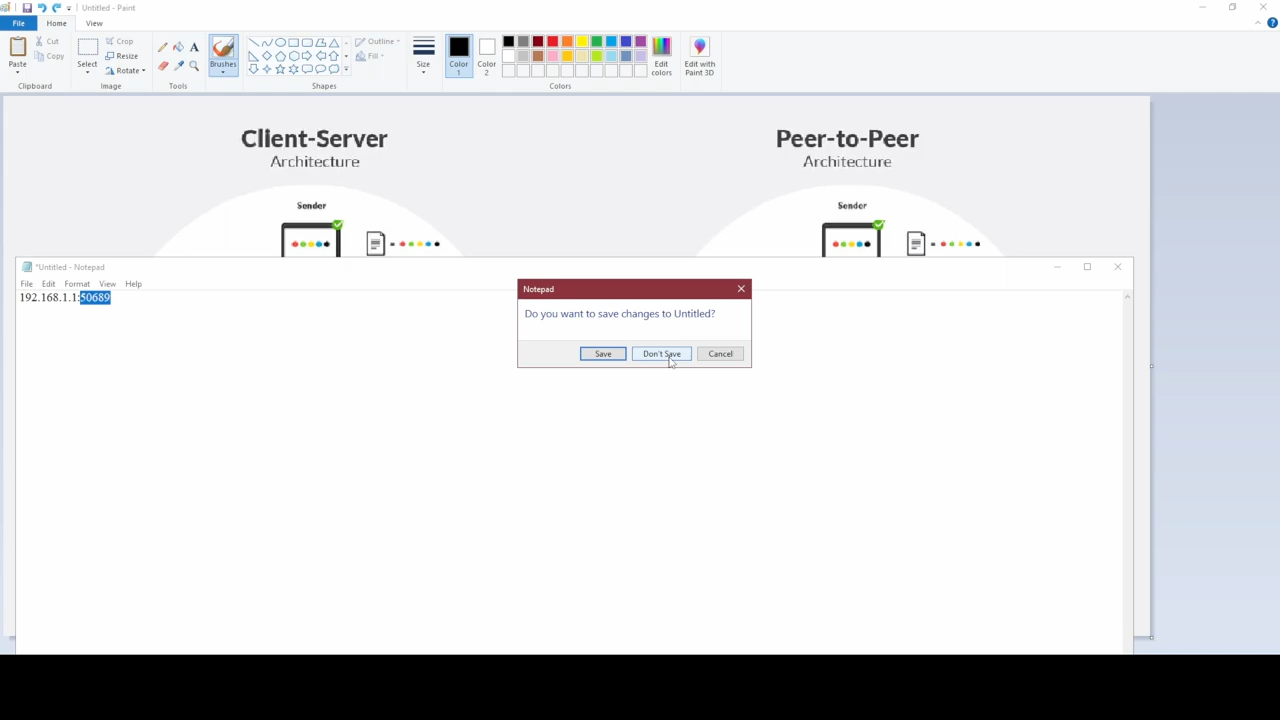 Untitled - Paint
File Home View
Paste
Cut
Copy
Clipboard
Select
Crop
Resize
Rotate
Image
A
Tools
Brushes
Outline
Fill
Shapes
Size
Color 1
Color 2
Edit colors
Colors
Edit with Paint 3D
Client-Server
Architecture
Sender
Peer-to-Peer
Architecture
Sender
*Untitled - Notepad
File Edit Format View Help
192.168.1.1:50689
Notepad
Do you want to save changes to Untitled?
Save Don't Save Cancel